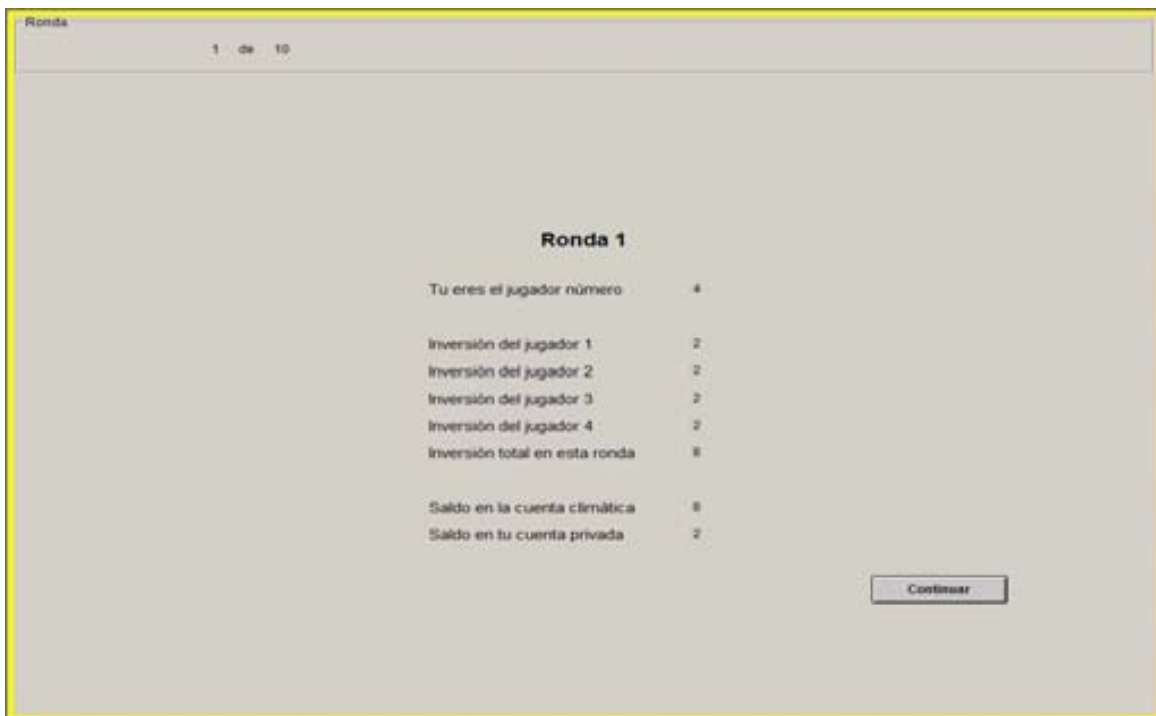 Ronda
1 de 10
Ronda 1
Tu eres el jugador número 4
Inversión del jugador 1 2
Inversión del jugador 2 2
Inversión del jugador 3 2
Inversión del jugador 4 2
Inversión total en esta ronda 8
Saldo en la cuenta climática 8
Saldo en tu cuenta privada 2
Continuar